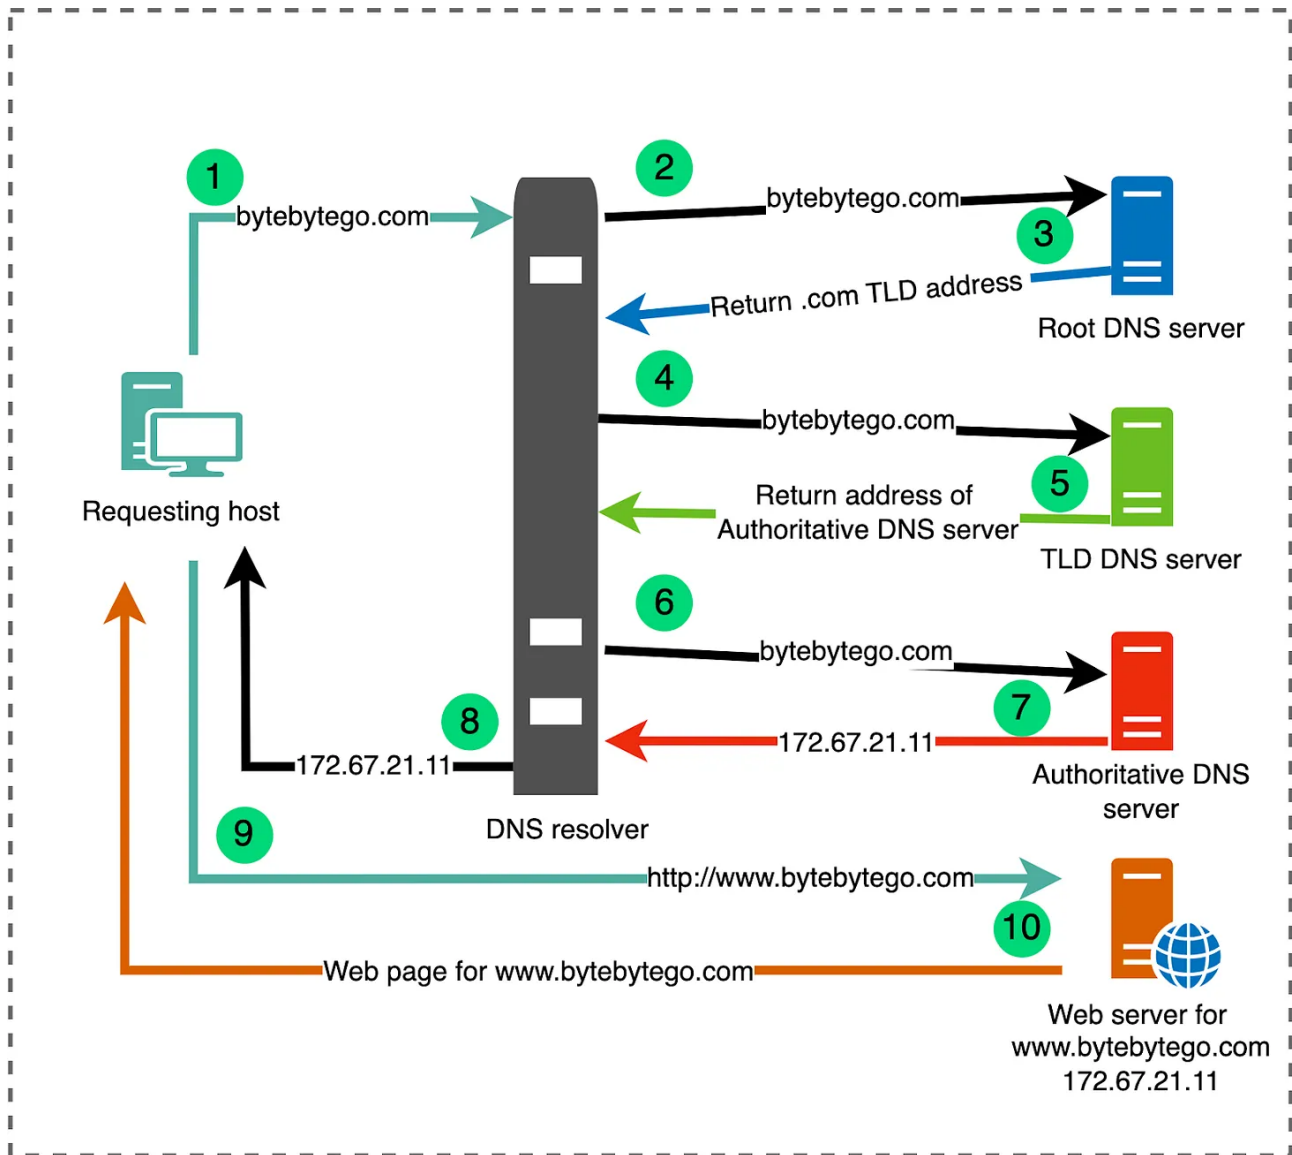 1
bytebytego.com
2
bytebytego.com
3
Return .com TLD address
Root DNS server
4
bytebytego.com
5
Return address of
Authoritative DNS server
TLD DNS server
Requesting host
6
bytebytego.com
7
172.67.21.11
Authoritative DNS
server
8
172.67.21.11
DNS resolver
9
http://www.bytebytego.com
10
Web page for www.bytebytego.com
Web server for
www.bytebytego.com
172.67.21.11